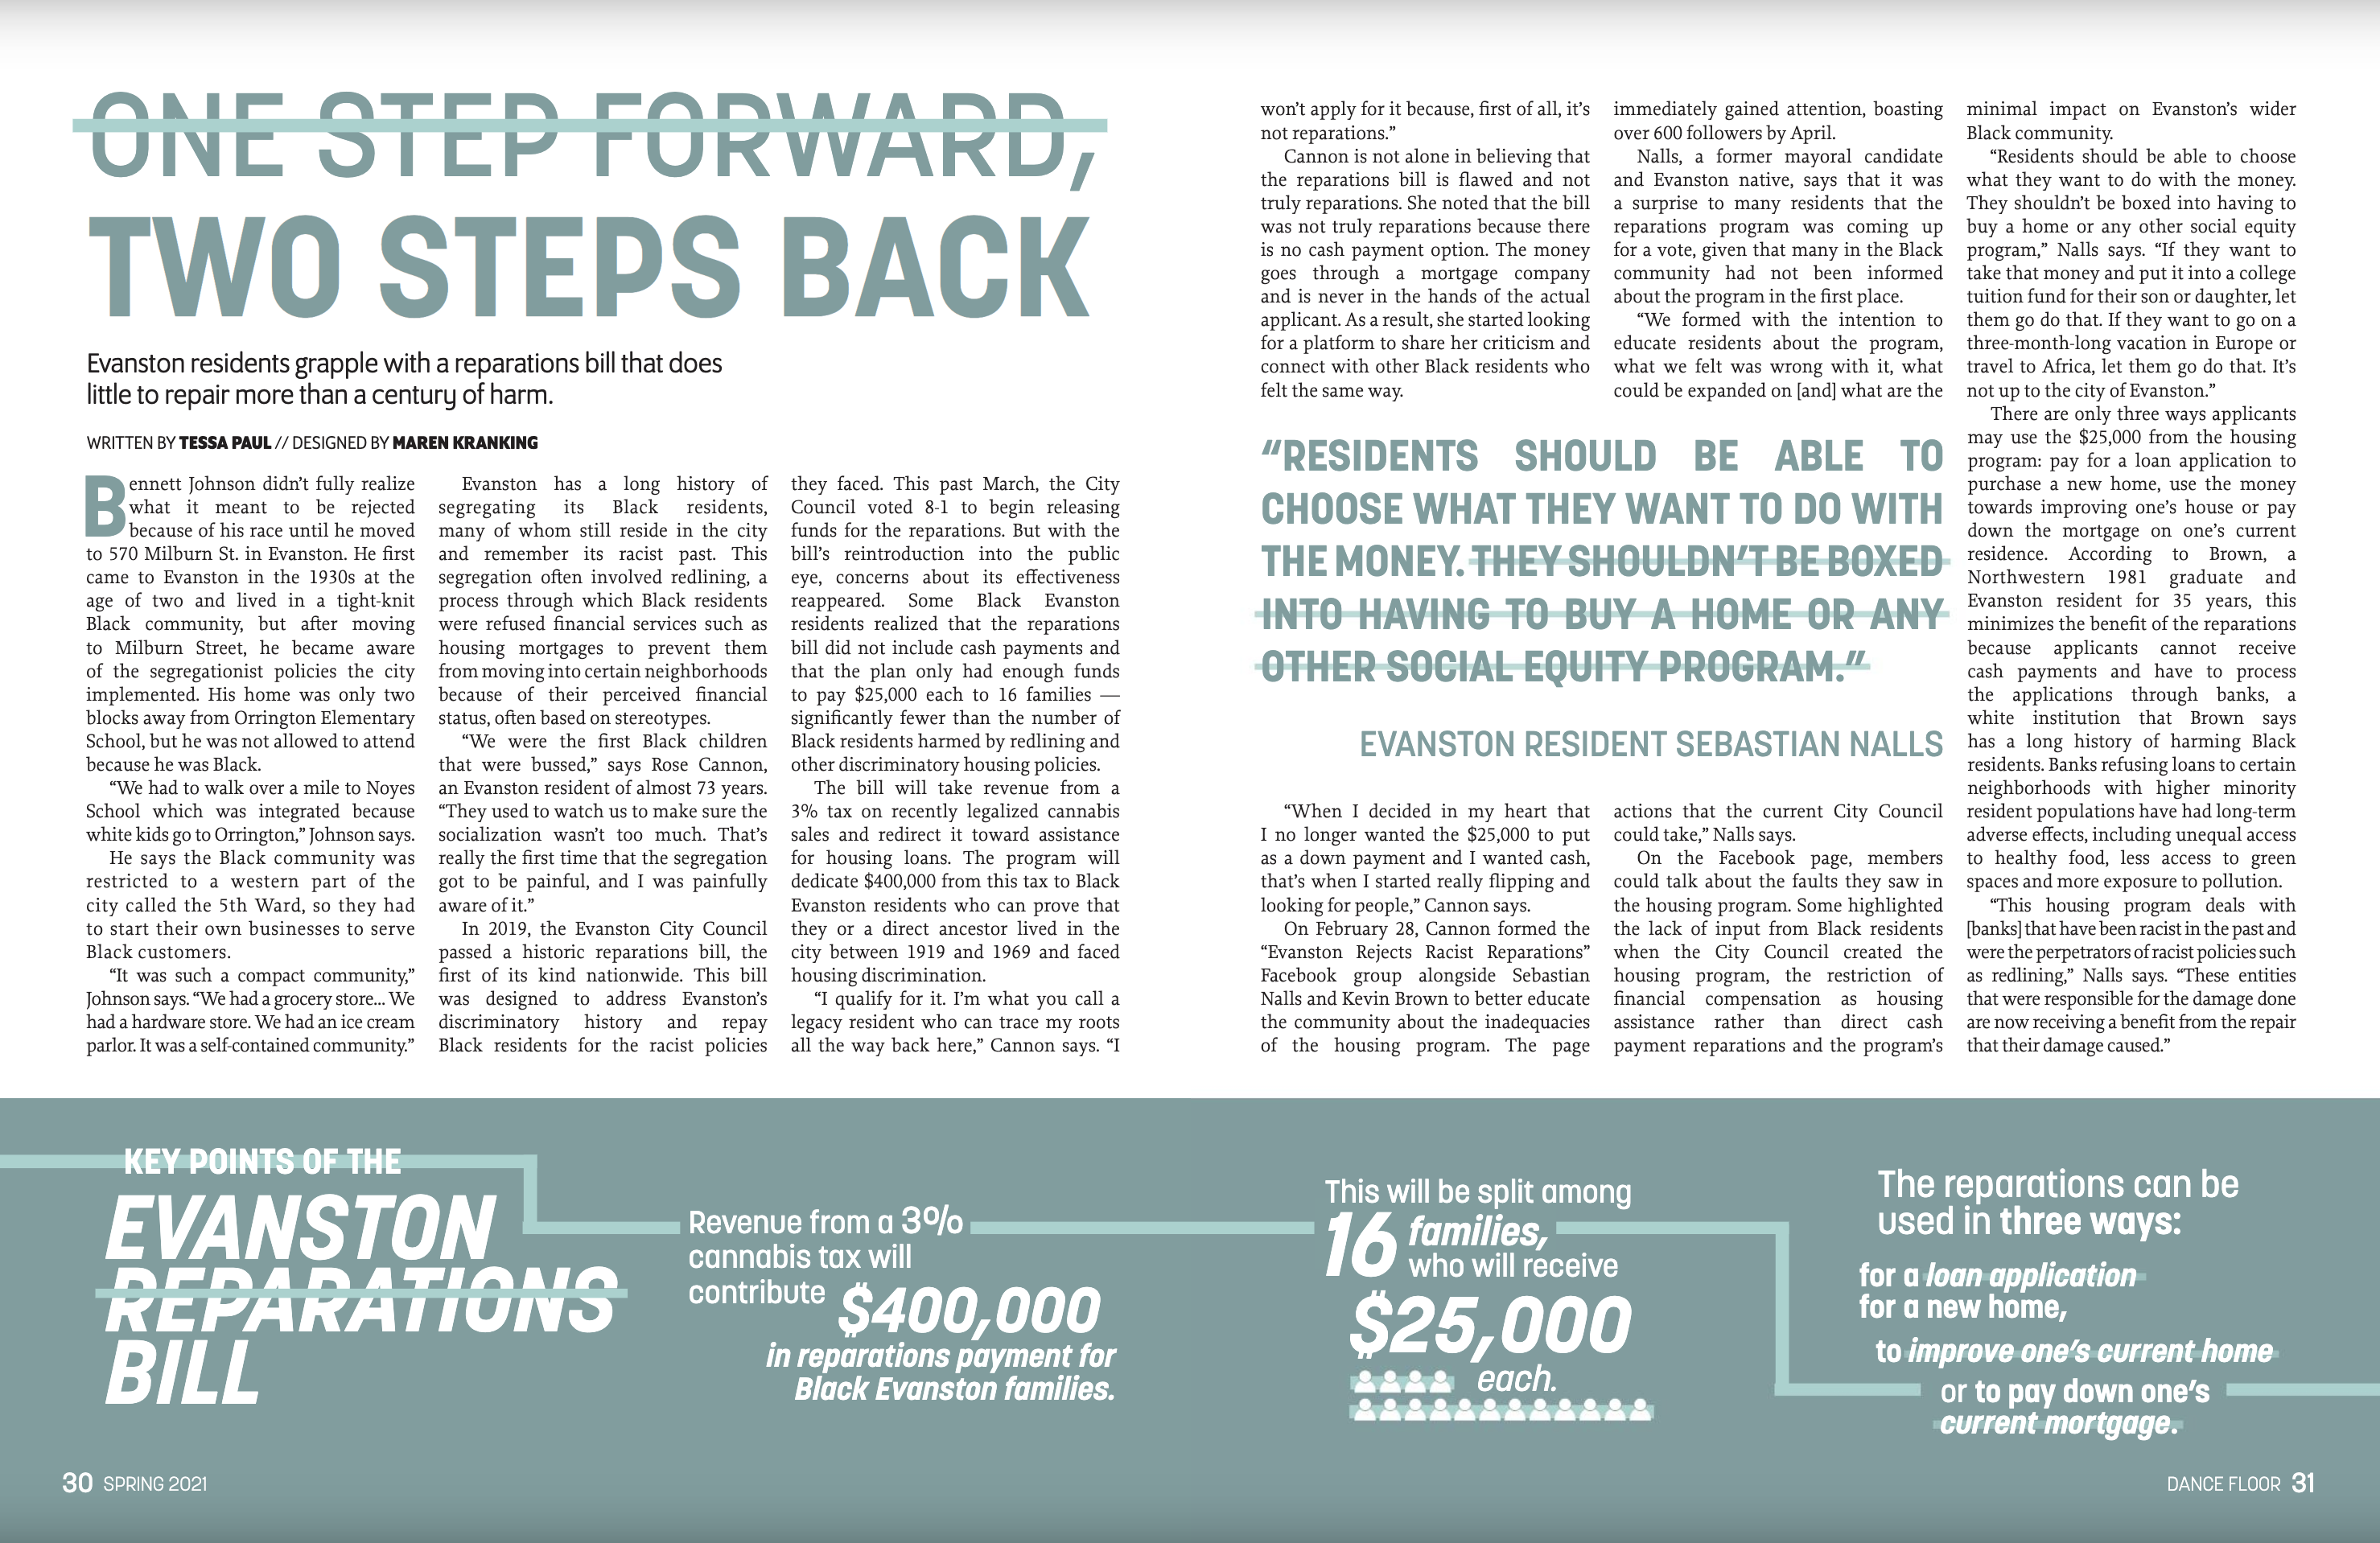 ONE STEP FORWARD,
TWO STEPS BACK
Evanston residents grapple with a reparations bill that does
little to repair more than a century of harm.
WRITTEN BY TESSA PAUL // DESIGNED BY MAREN KRANKING
Bennett Johnson didn't fully realize
what it meant to be rejected
because of his race until he moved
to 570 Milburn St. in Evanston. He first
came to Evanston in the 1930s at the
age of two and lived in a tight-knit
Black community, but after moving
to Milburn Street, he became aware
of the segregationist policies the city
implemented. His home was only two
blocks away from Orrington Elementary
School, but he was not allowed to attend
because he was Black.
“We had to walk over a mile to Noyes
School which was integrated because
white kids go to Orrington,” Johnson says.
He says the Black community was
restricted to a western part of the
city called the 5th Ward, so they had
to start their own businesses to serve
Black customers.
“It was such a compact community,”
Johnson says. “We had a grocery store... We
had a hardware store. We had an ice cream
parlor. It was a self-contained community.”
Evanston has a long history of
segregating its Black residents,
many of whom still reside in the city
and remember its racist past. This
segregation often involved redlining, a
process through which Black residents
were refused financial services such as
housing mortgages to prevent them
from moving into certain neighborhoods
because of their perceived financial
status, often based on stereotypes.
“We were the first Black children
that were bussed,” says Rose Cannon,
an Evanston resident of almost 73 years.
“They used to watch us to make sure the
socialization wasn't too much. That's
really the first time that the segregation
got to be painful, and I was painfully
aware of it.”
In 2019, the Evanston City Council
passed a historic reparations bill, the
first of its kind nationwide. This bill
was designed to address Evanston's
discriminatory history and repay
Black residents for the racist policies
they faced. This past March, the City
Council voted 8-1 to begin releasing
funds for the reparations. But with the
bill's reintroduction into the public
eye, concerns about its effectiveness
reappeared. Some Black Evanston
residents realized that the reparations
bill did not include cash payments and
that the plan only had enough funds
to pay $25,000 each to 16 families —
significantly fewer than the number of
Black residents harmed by redlining and
other discriminatory housing policies.
The bill will take revenue from a
3% tax on recently legalized cannabis
sales and redirect it toward assistance
for housing loans. The program will
dedicate $400,000 from this tax to Black
Evanston residents who can prove that
they or a direct ancestor lived in the
city between 1919 and 1969 and faced
housing discrimination.
“I qualify for it. I'm what you call a
legacy resident who can trace my roots
all the way back here,” Cannon says. “I
won't apply for it because, first of all, it's
not reparations.”
Cannon is not alone in believing that
the reparations bill is flawed and not
truly reparations. She noted that the bill
was not truly reparations because there
is no cash payment option. The money
goes through a mortgage company
and is never in the hands of the actual
applicant. As a result, she started looking
for a platform to share her criticism and
connect with other Black residents who
felt the same way.
“When I decided in my heart that
I no longer wanted the $25,000 to put
as a down payment and I wanted cash,
that's when I started really flipping and
looking for people,” Cannon says.
On February 28, Cannon formed the
“Evanston Rejects Racist Reparations”
Facebook group alongside Sebastian
Nalls and Kevin Brown to better educate
the community about the inadequacies
of the housing program. The page
immediately gained attention, boasting
over 600 followers by April.
Nalls, a former mayoral candidate
and Evanston native, says that it was
a surprise to many residents that the
reparations program was coming up
for a vote, given that many in the Black
community had not been informed
about the program in the first place.
“We formed with the intention to
educate residents about the program,
what we felt was wrong with it, what
could be expanded on [and] what are the
actions that the current City Council
could take,” Nalls says.
On the Facebook page, members
could talk about the faults they saw in
the housing program. Some highlighted
the lack of input from Black residents
when the City Council created the
housing program, the restriction of
financial compensation as housing
assistance rather than direct cash
payment reparations and the program's
minimal impact on Evanston's wider
Black community.
“Residents should be able to choose
what they want to do with the money.
They shouldn't be boxed into having to
buy a home or any other social equity
program,” Nalls says. “If they want to
take that money and put it into a college
tuition fund for their son or daughter, let
them go do that. If they want to go on a
three-month-long vacation in Europe or
travel to Africa, let them go do that. It's
not up to the city of Evanston.”
There are only three ways applicants
may use the $25,000 from the housing
program: pay for a loan application to
purchase a new home, use the money
towards improving one's house or pay
down the mortgage on one's current
residence. According to Brown, a
Northwestern 1981 graduate and
Evanston resident for 35 years, this
minimizes the benefit of the reparations
because applicants cannot receive
cash payments and have to process
the applications through banks, a
white institution that Brown says
has a long history of harming Black
residents. Banks refusing loans to certain
neighborhoods with higher minority
resident populations have had long-term
adverse effects, including unequal access
to healthy food, less access to green
spaces and more exposure to pollution.
“This housing program deals with
[banks] that have been racist in the past and
were the perpetrators of racist policies such
as redlining,” Nalls says. “These entities
that were responsible for the damage done
are now receiving a benefit from the repair
that their damage caused.”
“RESIDENTS SHOULD BE ABLE TO
CHOOSE WHAT THEY WANT TO DO WITH
THE MONEY. THEY SHOULDN'T BE BOXED
INTO HAVING TO BUY A HOME OR ANY
OTHER SOCIAL EQUITY PROGRAM.”
EVANSTON RESIDENT SEBASTIAN NALLS
KEY POINTS OF THE
EVANSTON
REPARATIONS
BILL
Revenue from a 3%
cannabis tax will
contribute $400,000
in reparations payment for
Black Evanston families.
This will be split among
16 families,
who will receive
$25,000
each.
The reparations can be
used in three ways:
for a loan application
for a new home,
to improve one's current home
or to pay down one's
current mortgage.
30 SPRING 2021
DANCE FLOOR 31